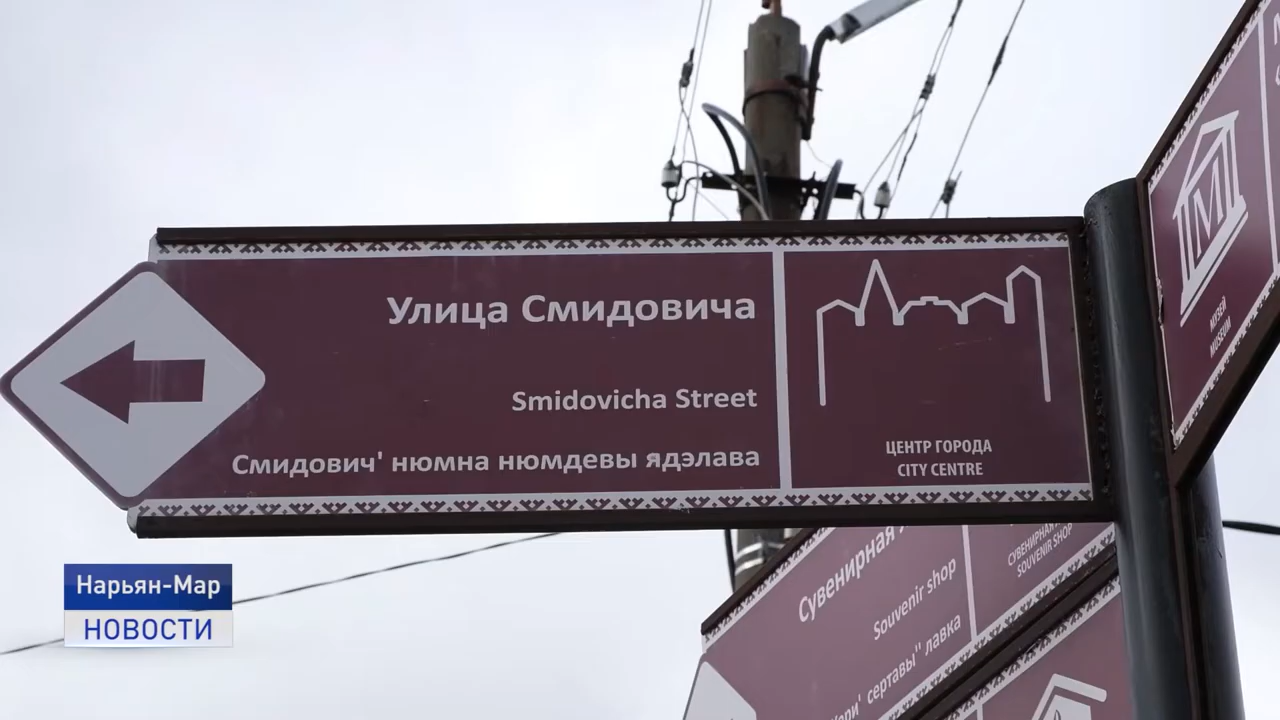 Улица Смидовича
Smidovicha Street
Смидович' нюмна нюмдевы ядэлава
ЦЕНТР ГОРОДА
CITY CENTRE
М
МУЗЕЙ
MUSEUM
Сувенирная
Souvenir shop
сертавы" лавка
СУВЕНИРНАЯ
SOUVENIR SHOP
Нарьян-Мар
НОВОСТИ